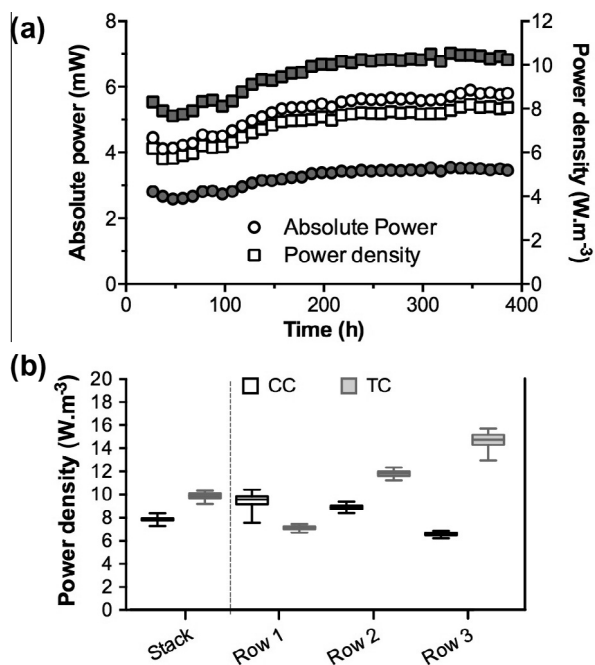 (a)
8
6
4
2
0
Absolute power (mW)
12
10
8
6
4
2
0
Power density (W.m-3)
Absolute Power
Power density
0
100
200
300
400
Time (h)
(b)
20
18
16
14
12
10
8
6
4
2
0
Power density (W.m-3)
CC
TC
Stack
Row 1
Row 2
Row 3